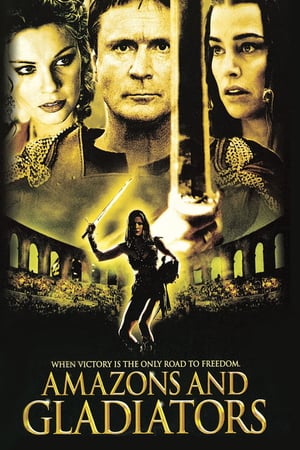 WHEN VICTORY IS THE ONLY ROAD TO FREEDOM.
AMAZONS AND
GLADIATORS